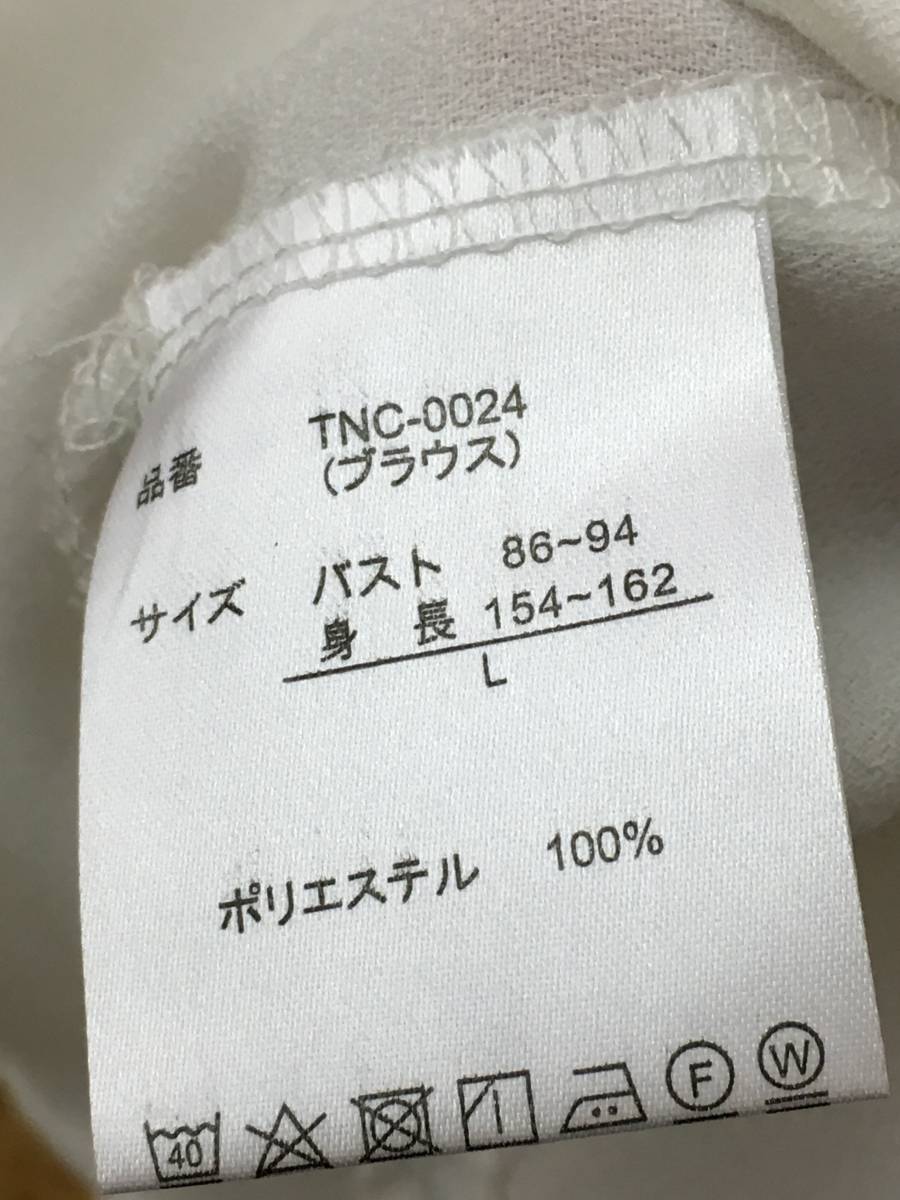 品番 TNC-0024
(ブラウス)
サイズ バスト 86~94
身 長 154~162
L
ポリエステル 100%
40 F W